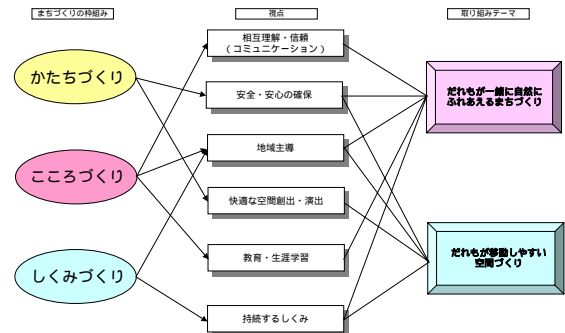 まちづくりの枠組み
視点
取り組みテーマ
かたちづくり
こころづくり
しくみづくり
相互理解・信頼
（コミュニケーション）
安全・安心の確保
地域主導
快適な空間創出・演出
教育・生涯学習
持続するしくみ
だれもが一緒に自然に
ふれあえるまちづくり
だれもが移動しやすい
空間づくり